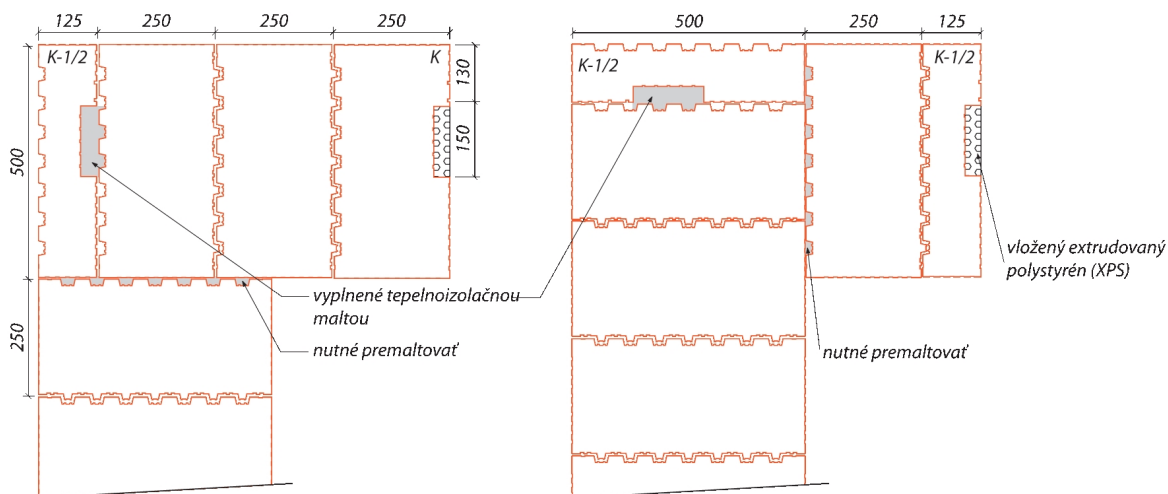 125 250 250 250
500
250
K-1/2
K
130
150
vyplnené tepelnoizolačnou
maltou
nutné premaltovať
500 250 125
K-1/2
K-1/2
vložený extrudovaný
polystyrén (XPS)
nutné premaltovať